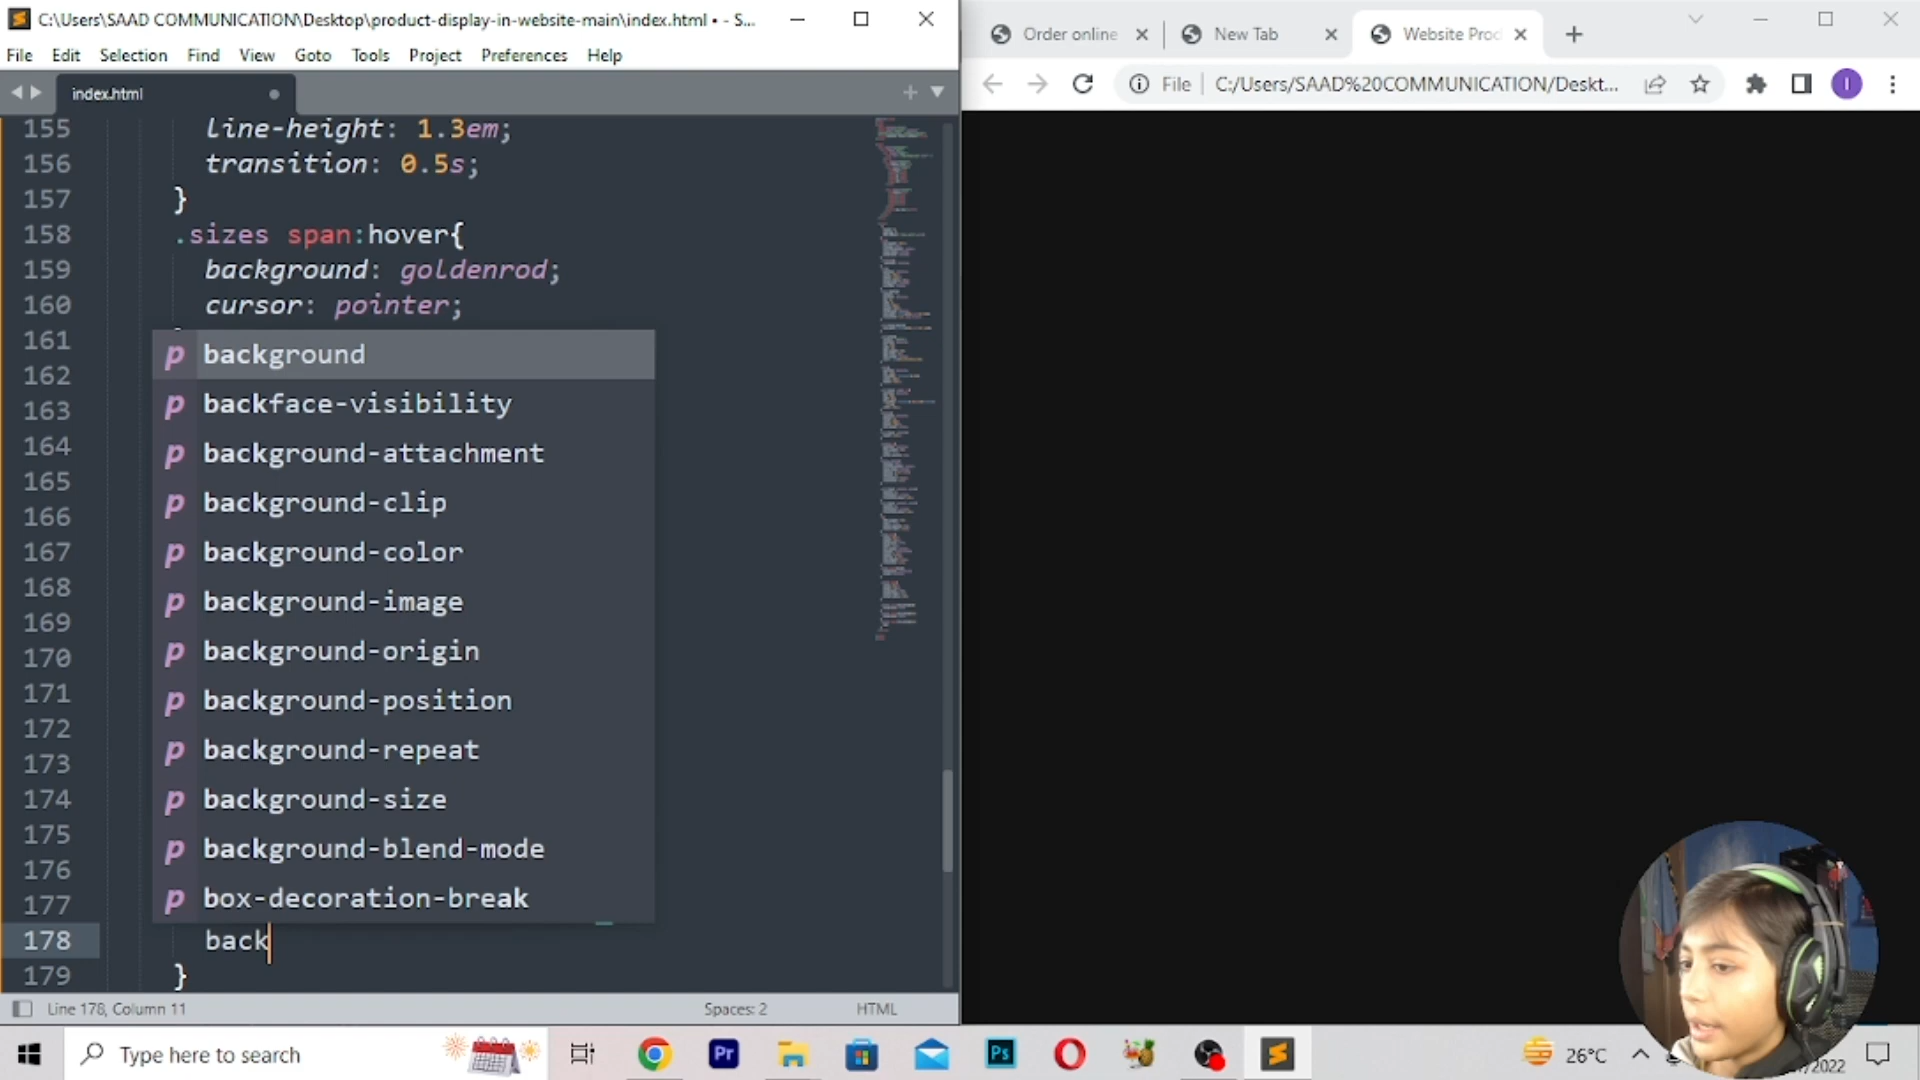 C:\Users\SAAD COMMUNICATION\Desktop\product-display-in-website-main\index.html • - S...
File Edit Selection Find View Goto Tools Project Preferences Help
index.html
155 line-height: 1.3em;
156 transition: 0.5s;
157 }
158 .sizes span:hover{
159 background: goldenrod;
160 cursor: pointer;
161
162
163
164
165
166
167
168
169
170
171
172
173
174
175
176
177
p background
p backface-visibility
p background-attachment
p background-clip
p background-color
p background-image
p background-origin
p background-position
p background-repeat
p background-size
p background-blend-mode
p box-decoration-break
178 back
179 }
Line 178, Column 11 Spaces: 2 HTML
Order online New Tab Website Prod
File C:/Users/SAAD%20COMMUNICATION/Deskt...
I
Type here to search
Pr
Ps
26°C
/2022